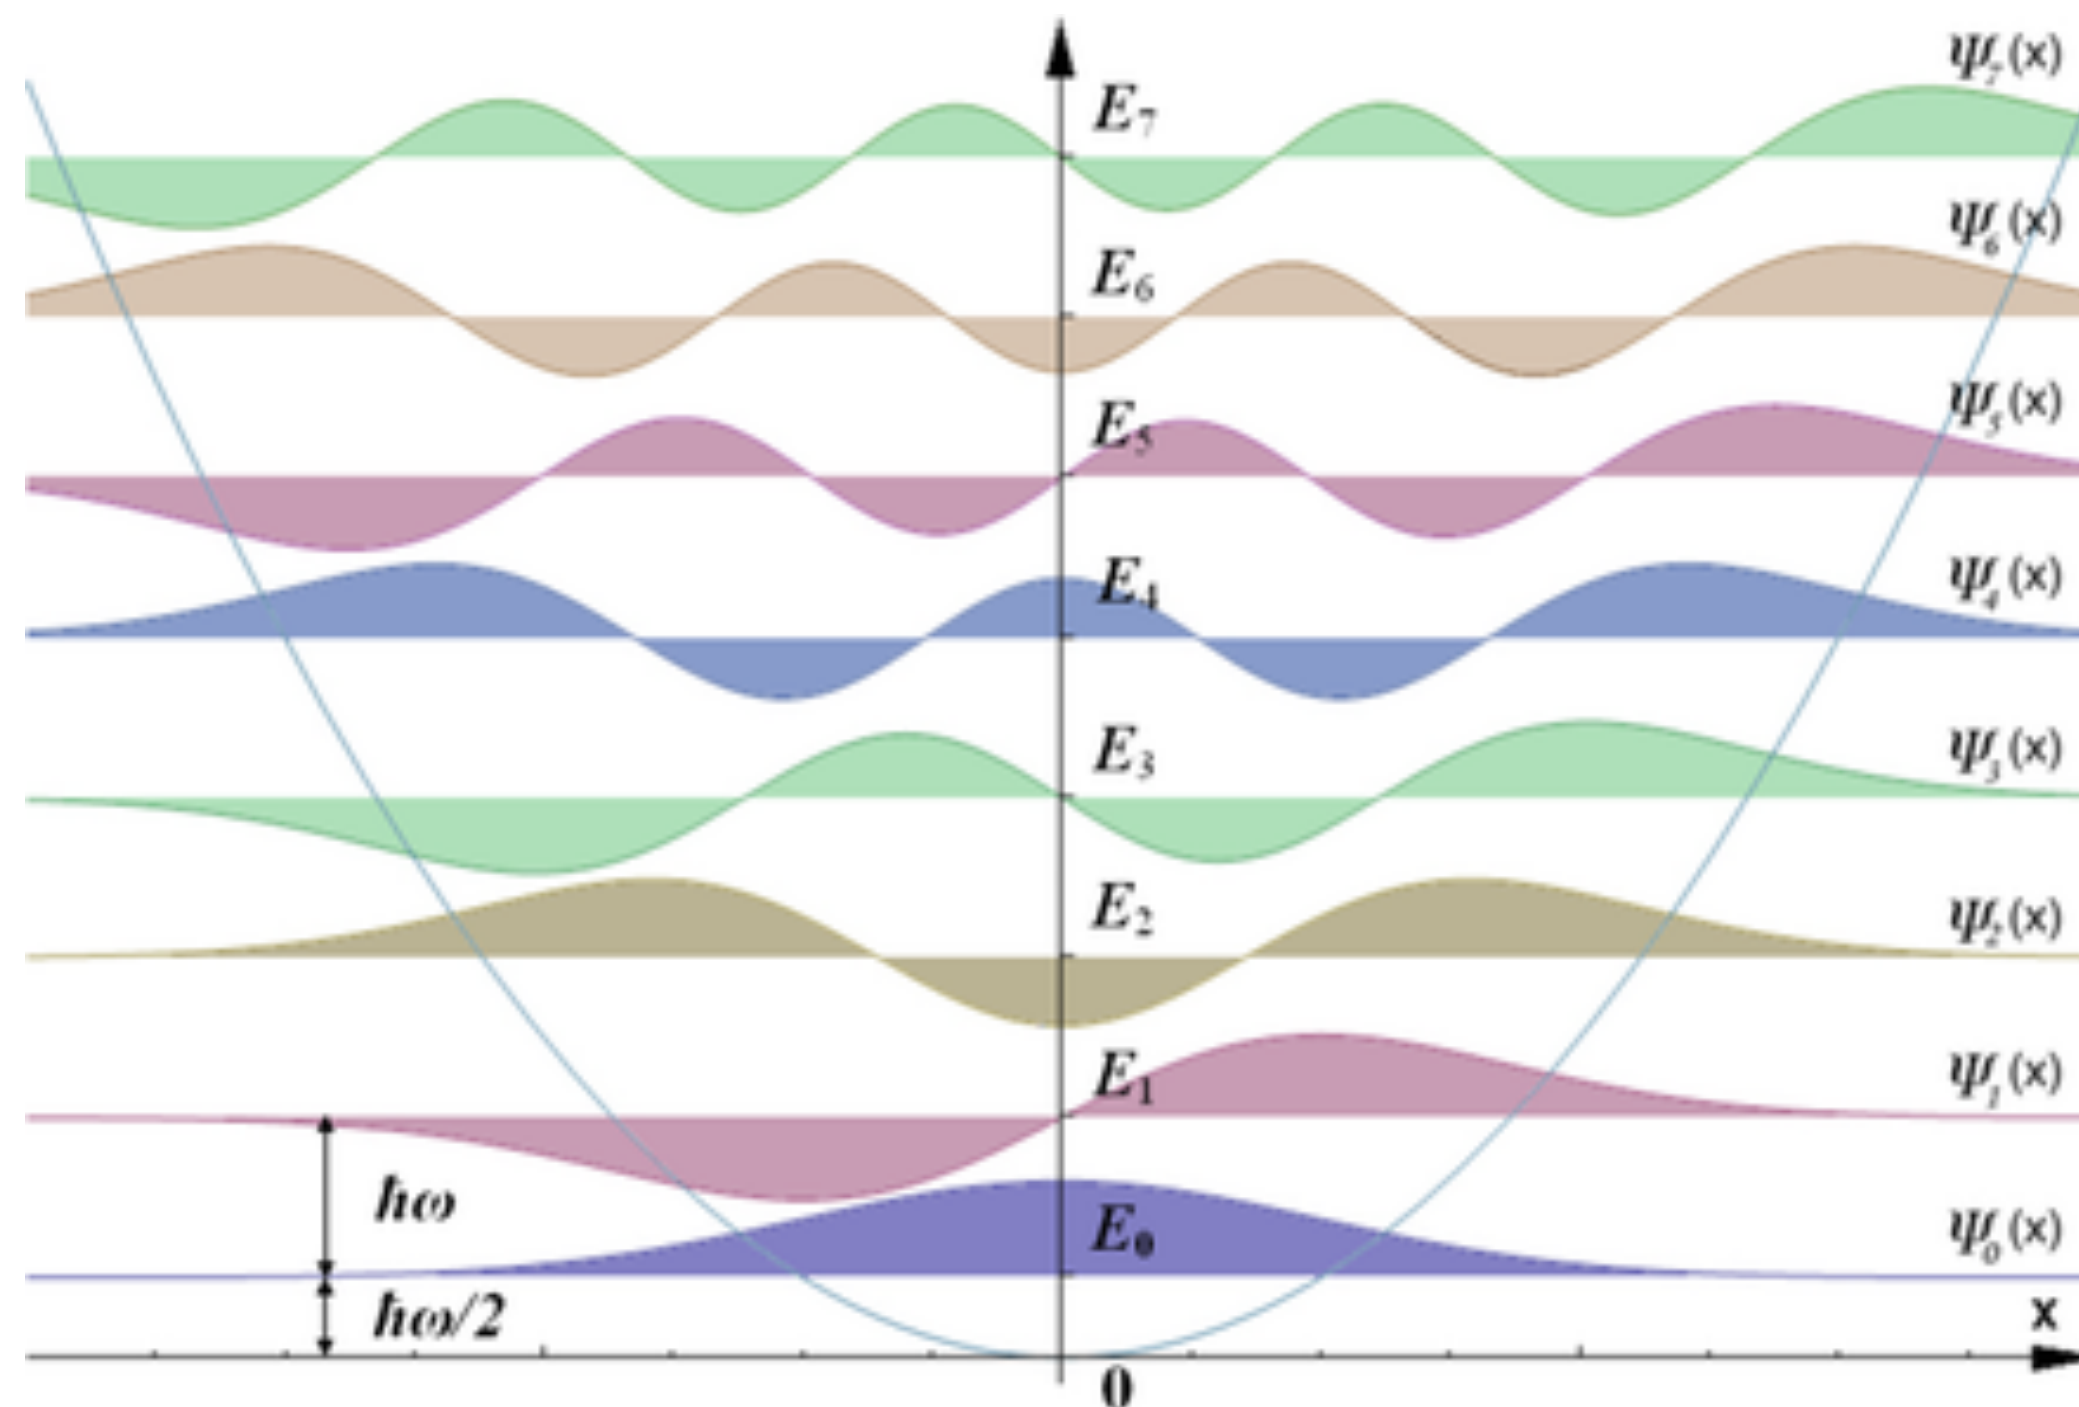 ψ₇(x)
E₇
ψ₆(x)
E₆
ψ₅(x)
E₅
ψ₄(x)
E₄
ψ₃(x)
E₃
ψ₂(x)
E₂
ψ₁(x)
E₁
ħω
ψ₀(x)
E₀
ħω/2
x
0